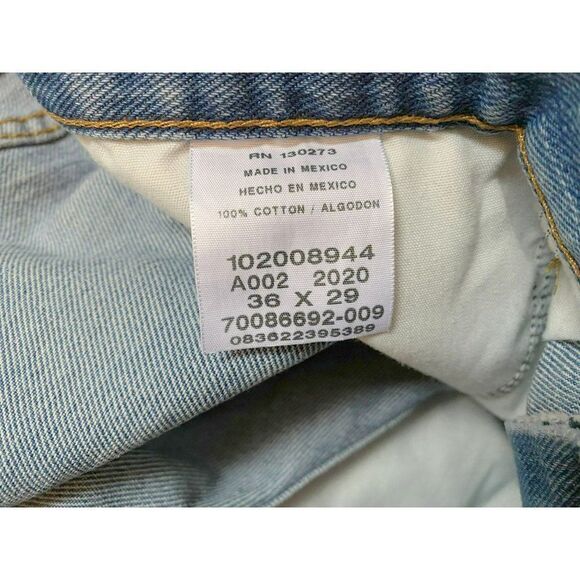 RN 130273
MADE IN MEXICO
HECHO EN MEXICO
100% COTTON / ALGODON
102008944
A002 2020
36 X 29
70086692-009
083622395389